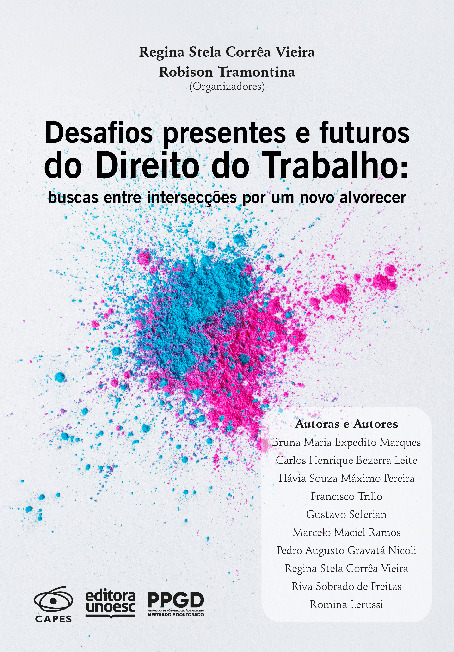 Regina Stela Corrêa Vieira
Robison Tramontina
(Organizadores)
Desafios presentes e futuros
do Direito do Trabalho:
buscas entre intersecções por um novo alvorecer
Autoras e Autores
Bruna Maria Expedito Marques
Carlos Henrique Bezerra Leite
Flávia Souza Máximo Pereira
Francisco Trillo
Gustavo Seferian
Marcelo Maciel Ramos
Pedro Augusto Gravatá Nicoli
Regina Stela Corrêa Vieira
Riva Sobrado de Freitas
Romina Lerussi
CAPES
editora
unoesc
PPGD